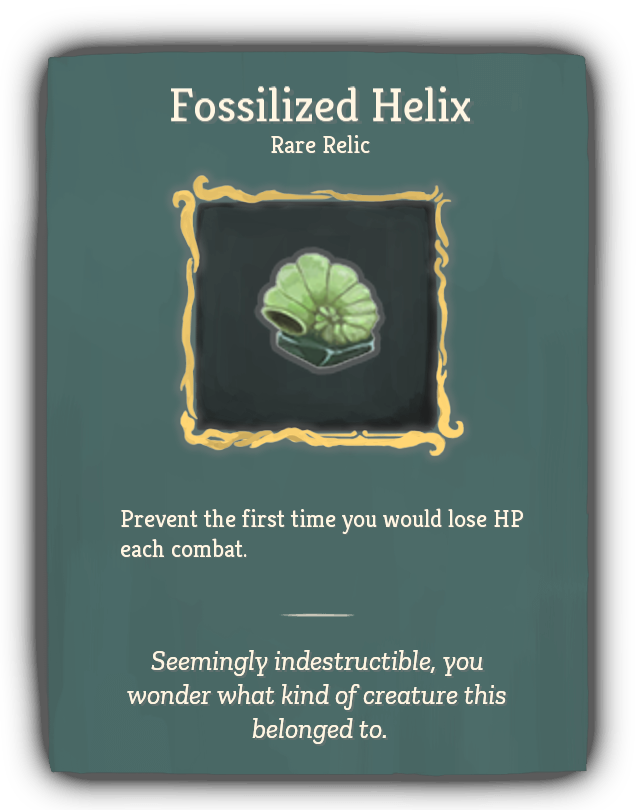 Fossilized Helix
Rare Relic
Prevent the first time you would lose HP
each combat.
Seemingly indestructible, you
wonder what kind of creature this
belonged to.